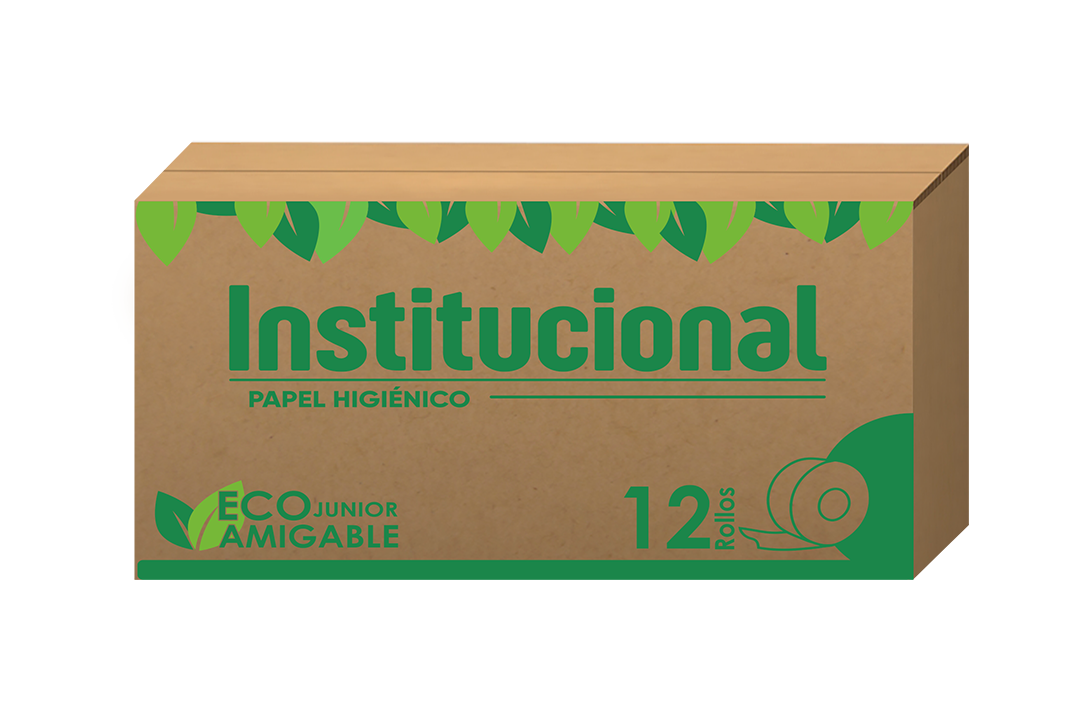 Institucional
PAPEL HIGIÉNICO
ECO JUNIOR
AMIGABLE
12 Rollos